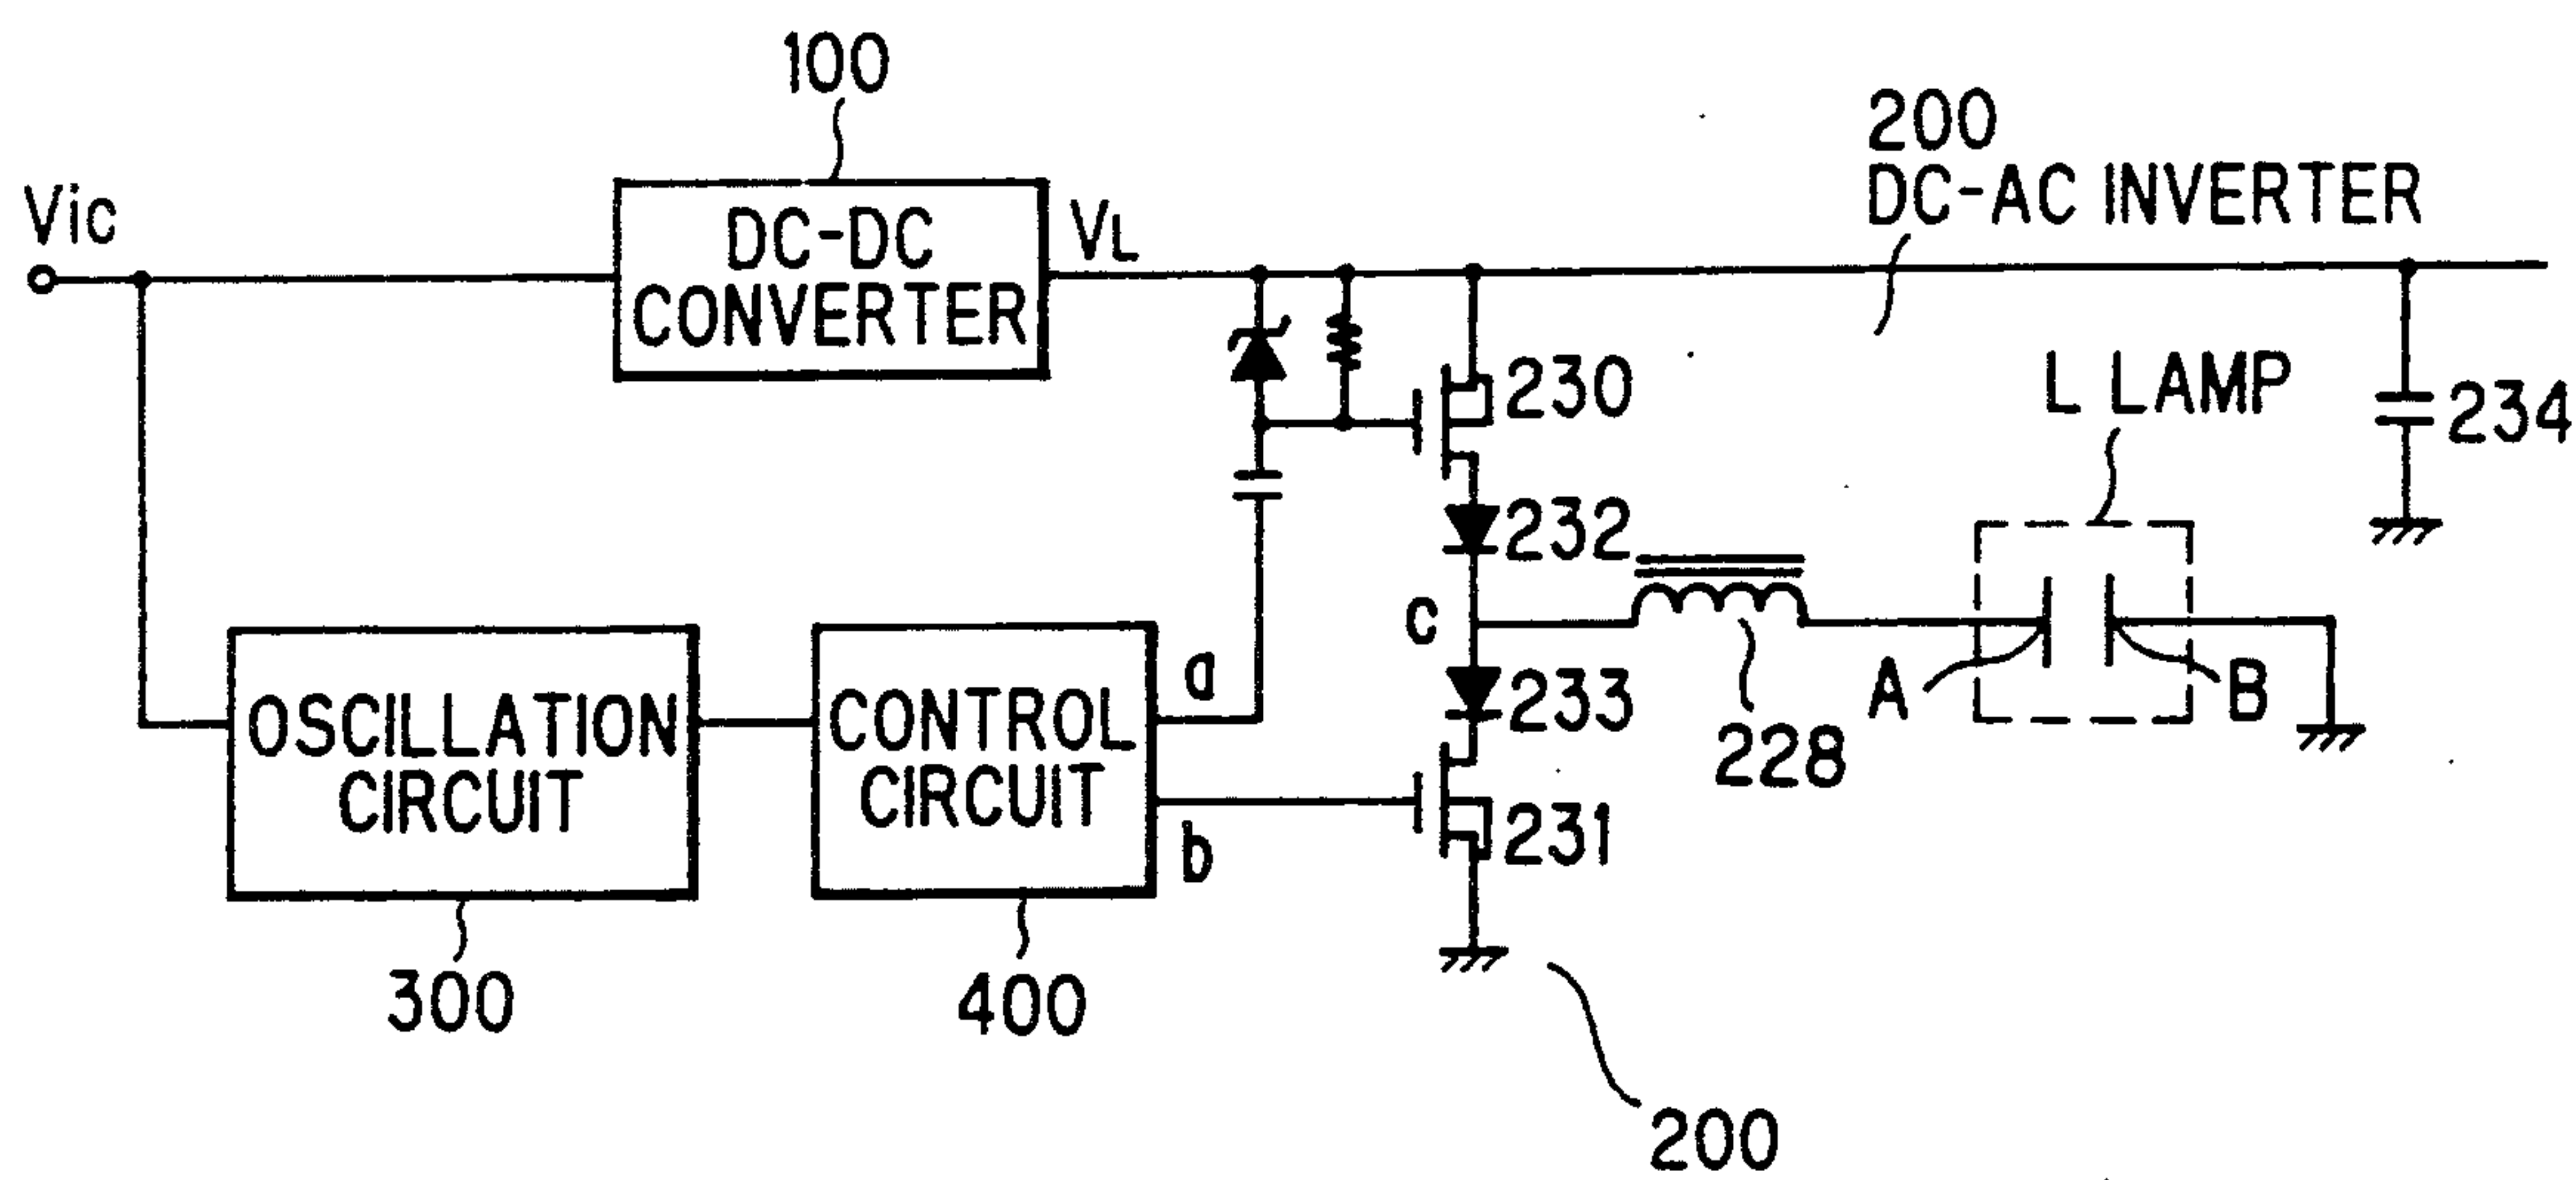 100
200
DC-AC INVERTER
Vic
DC-DC
CONVERTER
VL
230
L LAMP
234
232
C
a
233
A
B
228
OSCILLATION
CIRCUIT
CONTROL
CIRCUIT
b
231
300
400
200